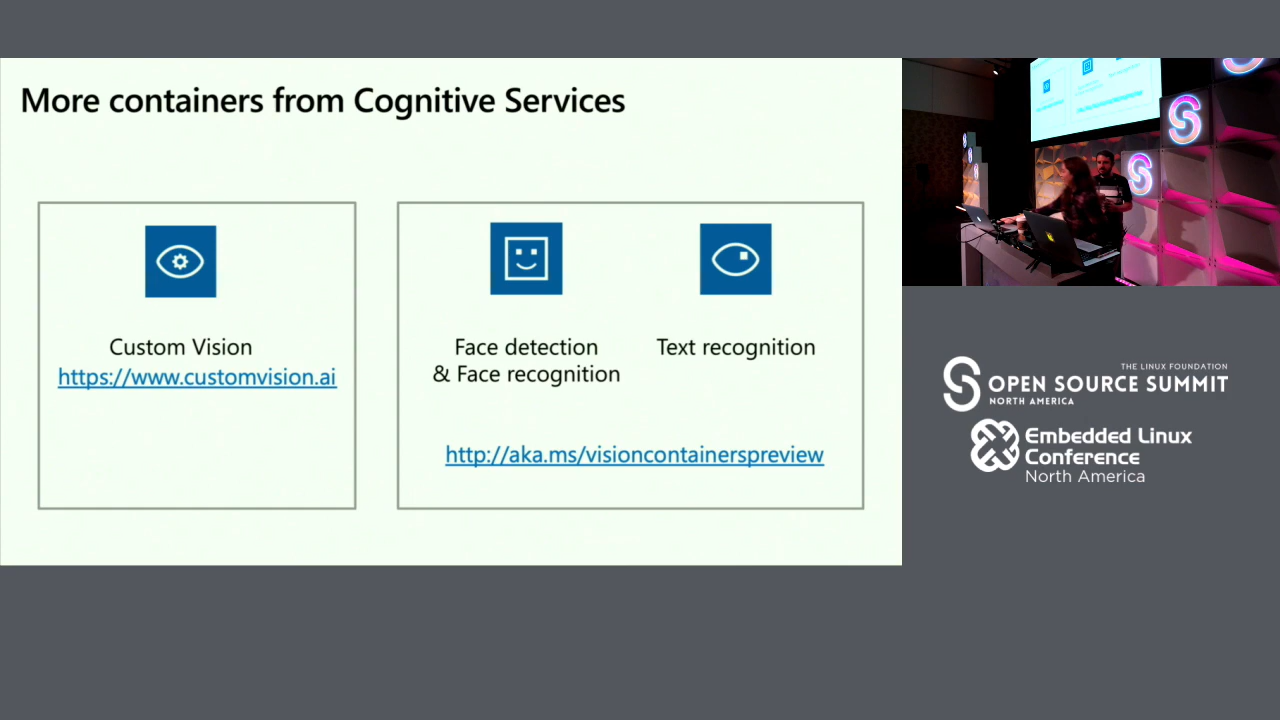 More containers from Cognitive Services
Custom Vision
https://www.customvision.ai
Face detection
& Face recognition
Text recognition
http://aka.ms/visioncontainerspreview
THE LINUX FOUNDATION
OPEN SOURCE SUMMIT
NORTH AMERICA
Embedded Linux
Conference
North America